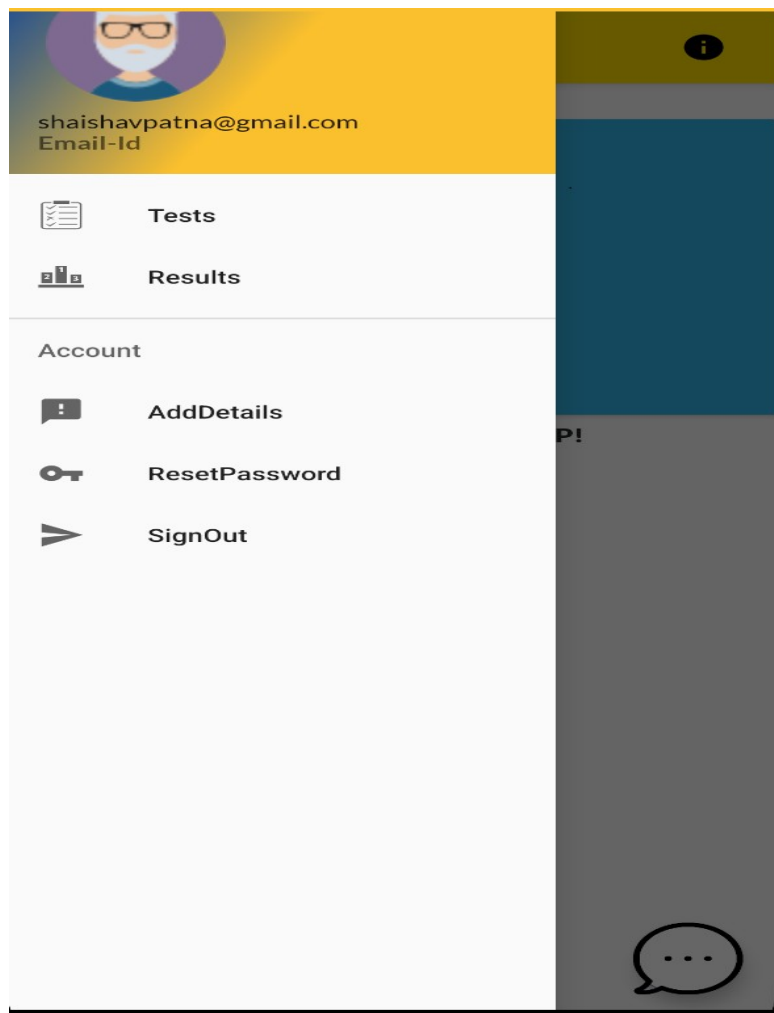 shaishavpatna@gmail.com
Email-Id
Tests
Results
Account
AddDetails
P!
ResetPassword
SignOut